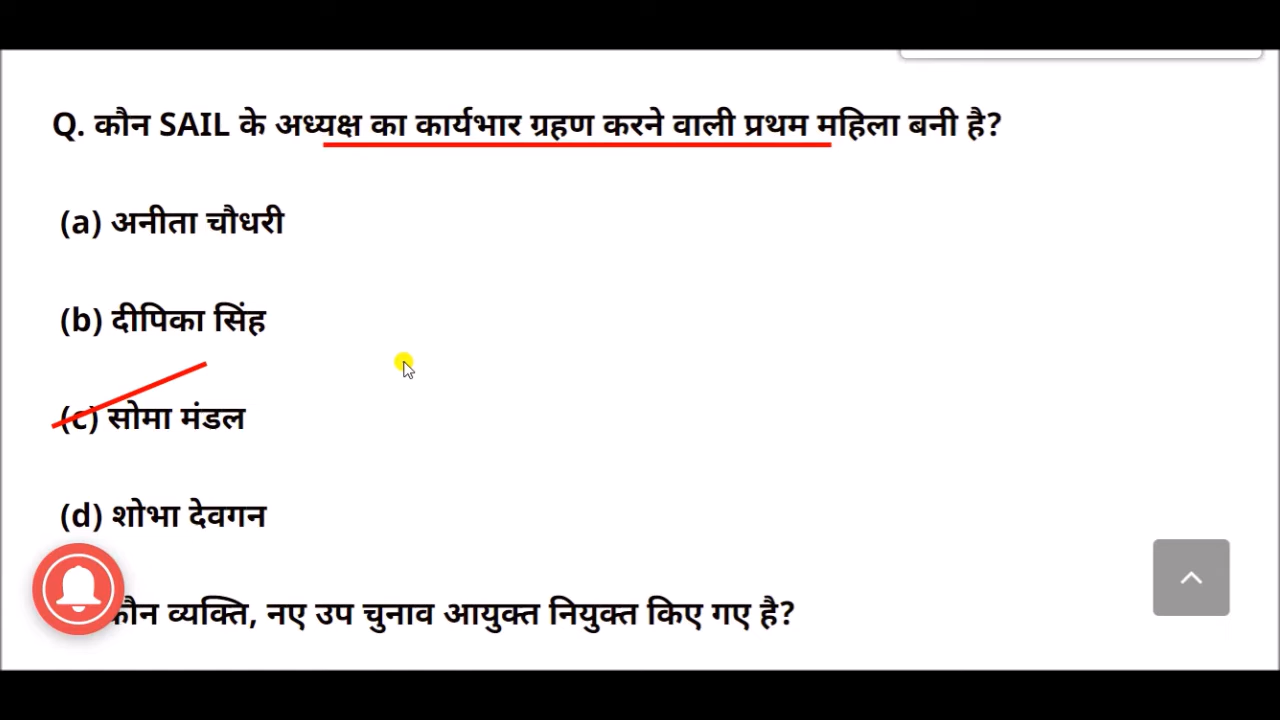 Q. कौन SAIL के अध्यक्ष का कार्यभार ग्रहण करने वाली प्रथम महिला बनी है?
(a) अनीता चौधरी
(b) दीपिका सिंह
(c) सोमा मंडल
(d) शोभा देवगन
कौन व्यक्ति, नए उप चुनाव आयुक्त नियुक्त किए गए है?